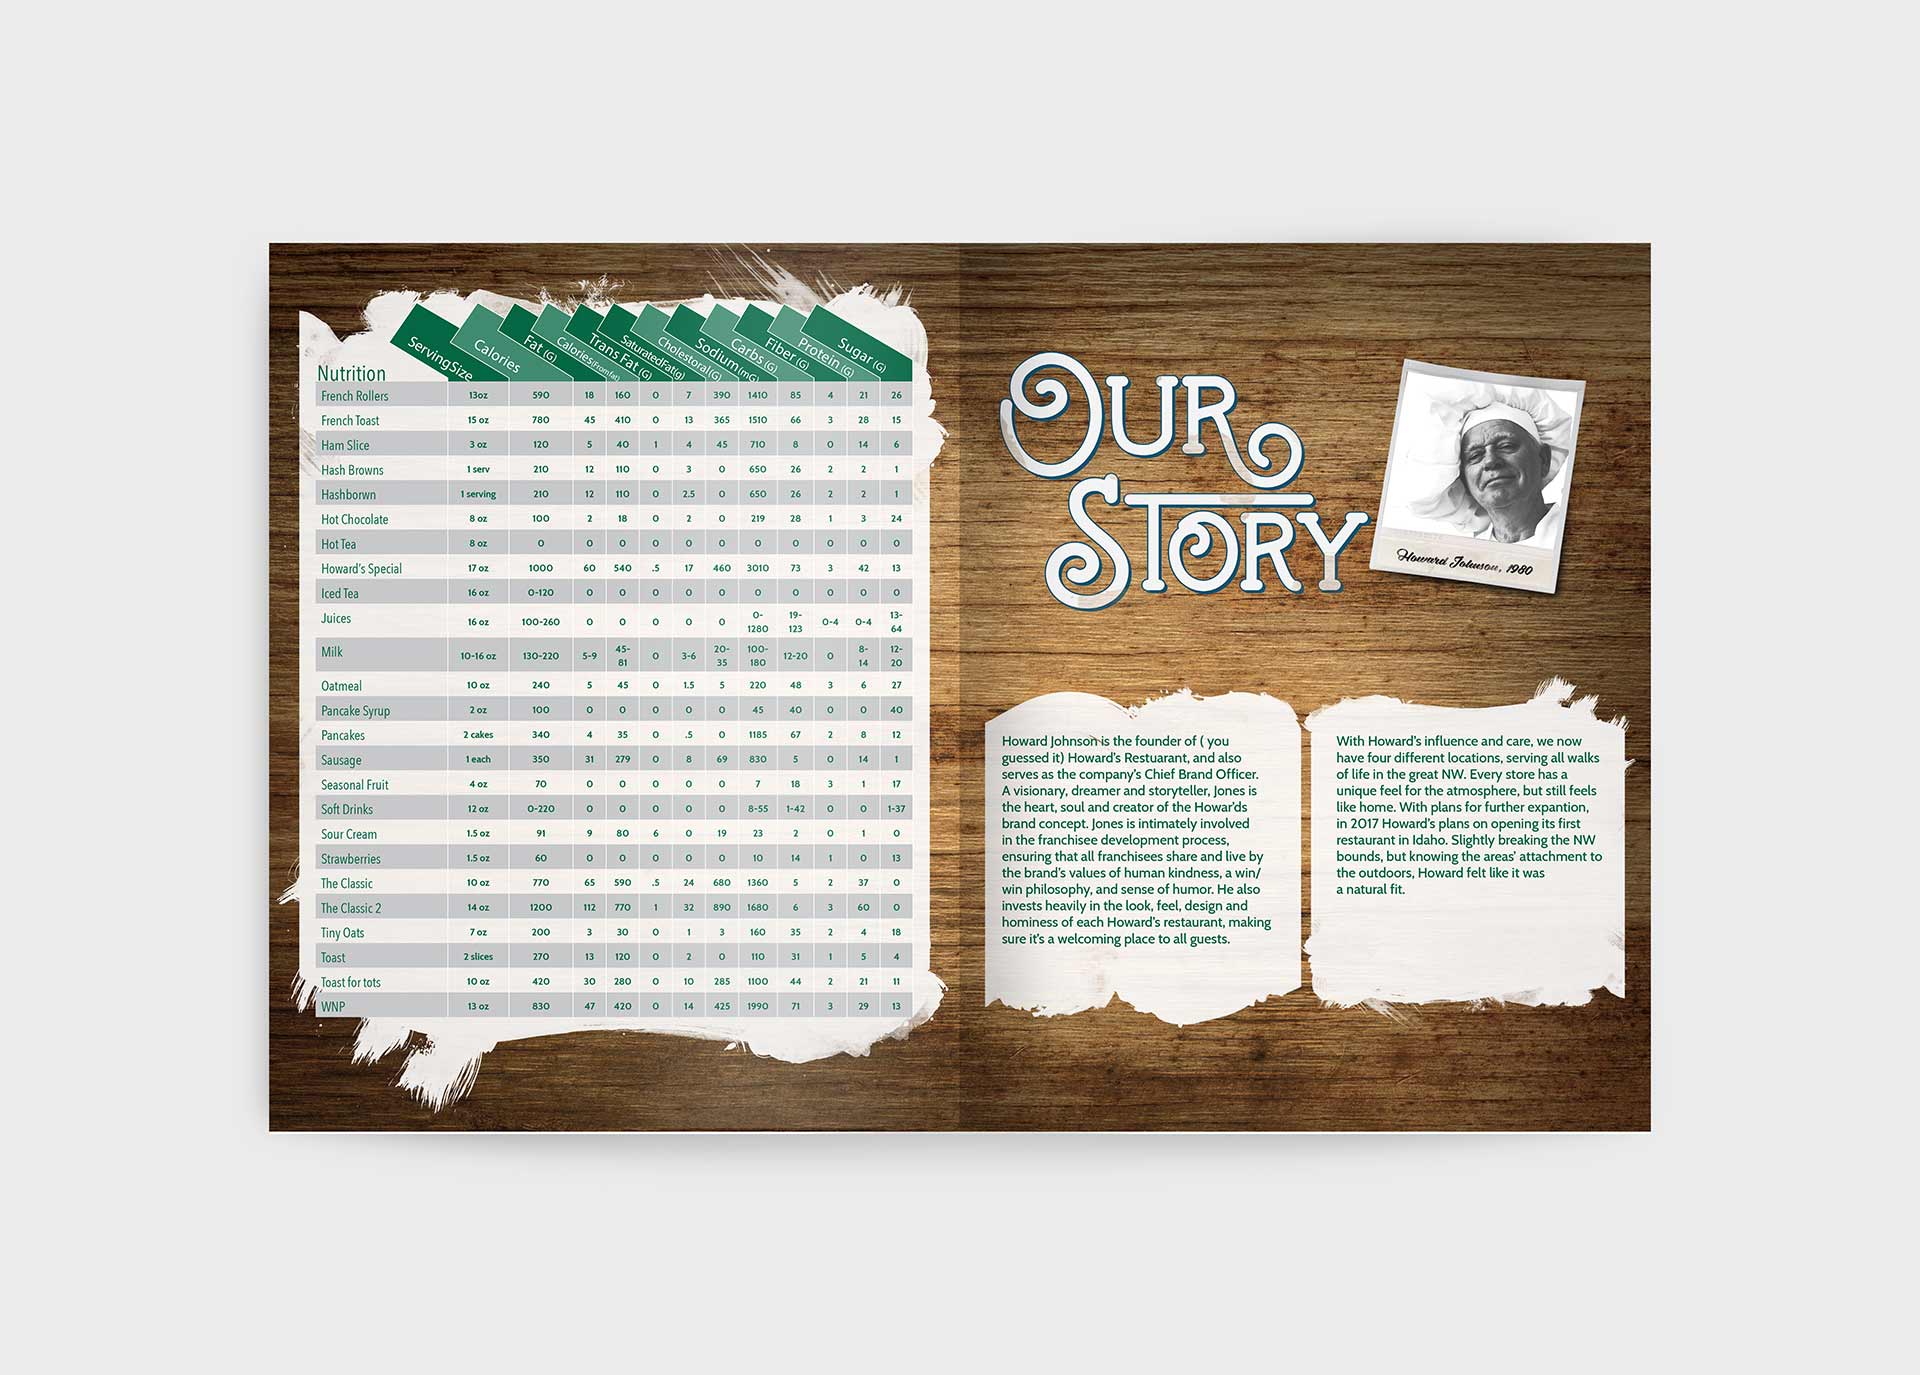 Nutrition Serving Size Calories Fat (G) Calories(From fat) Trans Fat (G) SaturatedFat(g) Cholestoral(G) Sodium(mG) Carbs (G) Fiber (G) Protein (G) Sugar (G)
French Rollers 13oz 590 18 160 0 7 390 1410 85 4 21 26
French Toast 15 oz 780 45 410 0 13 365 1510 66 3 28 15
Ham Slice 3 oz 120 5 40 1 4 45 710 8 0 14 6
Hash Browns 1 serv 210 12 110 0 3 0 650 26 2 2 1
Hashborwn 1 serving 210 12 110 0 2.5 0 650 26 2 2 1
Hot Chocolate 8 oz 100 2 18 0 2 0 219 28 1 3 24
Hot Tea 8 oz 0 0 0 0 0 0 0 0 0 0 0
Howard's Special 17 oz 1000 60 540 .5 17 460 3010 73 3 42 13
Iced Tea 16 oz 0-120 0 0 0 0 0 0 0 0 0 0
Juices 16 oz 100-260 0 0 0 0 0 0-1280 19-123 0-4 0-4 13-64
Milk 10-16 oz 130-220 5-9 45-81 0 3-6 20-35 100-180 12-20 0 8-14 12-20
Oatmeal 10 oz 240 5 45 0 1.5 5 220 48 3 6 27
Pancake Syrup 2 oz 100 0 0 0 0 0 45 40 0 0 40
Pancakes 2 cakes 340 4 35 0 .5 0 1185 67 2 8 12
Sausage 1 each 350 31 279 0 8 69 830 5 0 14 1
Seasonal Fruit 4 oz 70 0 0 0 0 0 7 18 3 1 17
Soft Drinks 12 oz 0-220 0 0 0 0 0 8-55 1-42 0 0 1-37
Sour Cream 1.5 oz 91 9 80 6 0 19 23 2 0 1 0
Strawberries 1.5 oz 60 0 0 0 0 0 10 14 1 0 13
The Classic 10 oz 770 65 590 .5 24 680 1360 5 2 37 0
The Classic 2 14 oz 1200 112 770 1 32 890 1680 6 3 60 0
Tiny Oats 7 oz 200 3 30 0 1 3 160 35 2 4 18
Toast 2 slices 270 13 120 0 2 0 110 31 1 5 4
Toast for tots 10 oz 420 30 280 0 10 285 1100 44 2 21 11
WNP 13 oz 830 47 420 0 14 425 1990 71 3 29 13
OUR
STORY
Howard Johnson, 1980
Howard Johnson is the founder of ( you
guessed it) Howard's Restuarant, and also
serves as the company's Chief Brand Officer.
A visionary, dreamer and storyteller, Jones is
the heart, soul and creator of the Howar'ds
brand concept. Jones is intimately involved
in the franchisee development process,
ensuring that all franchisees share and live by
the brand's values of human kindness, a win/
win philosophy, and sense of humor. He also
invests heavily in the look, feel, design and
hominess of each Howard's restaurant, making
sure it's a welcoming place to all guests.
With Howard's influence and care, we now
have four different locations, serving all walks
of life in the great NW. Every store has a
unique feel for the atmosphere, but still feels
like home. With plans for further expantion,
in 2017 Howard's plans on opening its first
restaurant in Idaho. Slightly breaking the NW
bounds, but knowing the areas' attachment to
the outdoors, Howard felt like it was
a natural fit.